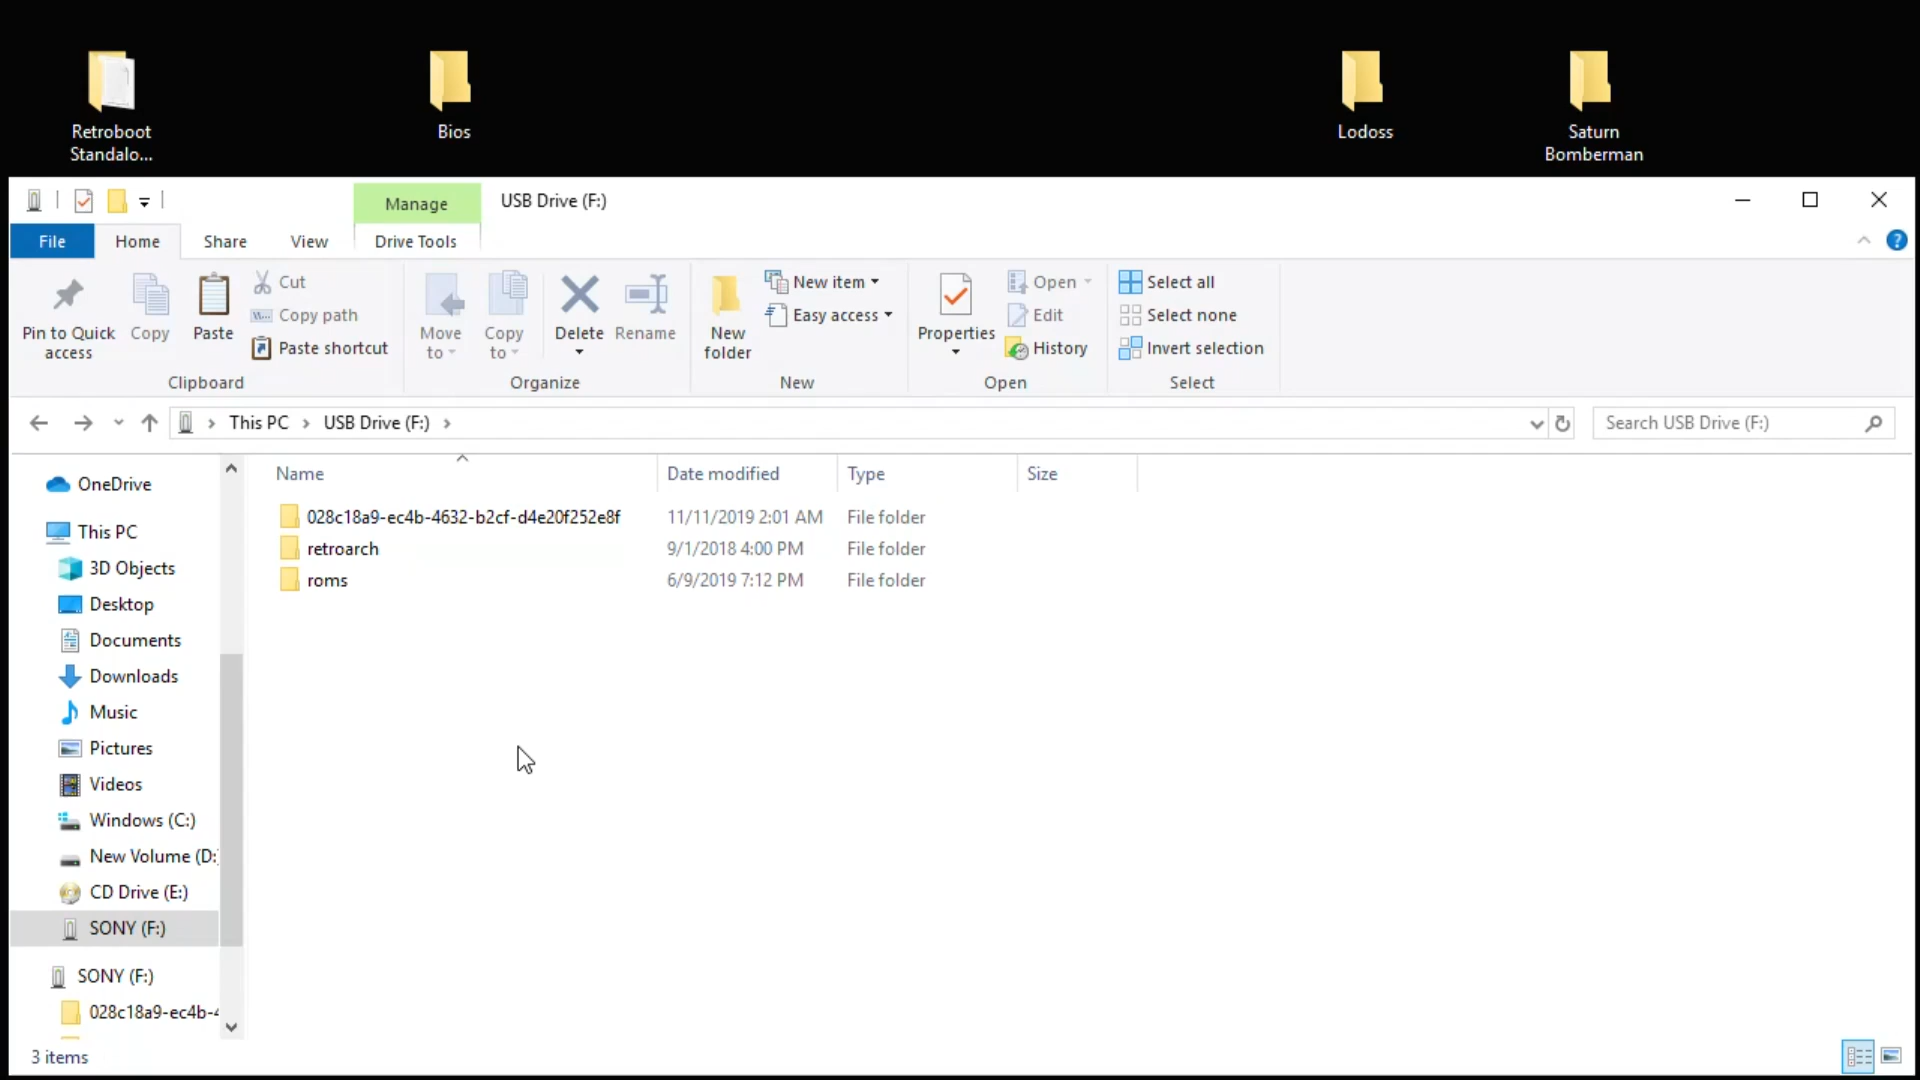 Retroboot
Standalo...
Bios
Lodoss
Saturn
Bomberman
Manage
USB Drive (F:)
File
Home
Share
View
Drive Tools
Pin to Quick
access
Copy
Paste
Cut
Copy path
Paste shortcut
Clipboard
Move
to
Copy
to
Delete
Rename
Organize
New
folder
New item
Easy access
New
Properties
Open
Edit
History
Open
Select all
Select none
Invert selection
Select
This PC
USB Drive (F:)
Search USB Drive (F:)
OneDrive
This PC
3D Objects
Desktop
Documents
Downloads
Music
Pictures
Videos
Windows (C:)
New Volume (D:
CD Drive (E:)
SONY (F:)
SONY (F:)
028c18a9-ec4b-4
Name
Date modified
Type
Size
028c18a9-ec4b-4632-b2cf-d4e20f252e8f 11/11/2019 2:01 AM File folder
retroarch 9/1/2018 4:00 PM File folder
roms 6/9/2019 7:12 PM File folder
3 items